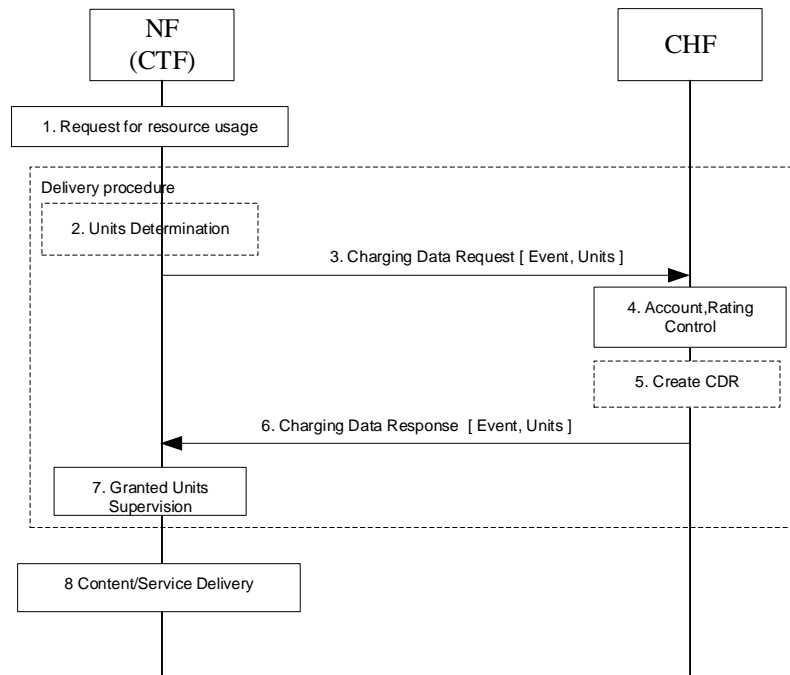 NF
(CTF)
CHF
1. Request for resource usage
Delivery procedure
2. Units Determination
3. Charging Data Request [ Event, Units ]
4. Account,Rating
Control
5. Create CDR
6. Charging Data Response [ Event, Units ]
7. Granted Units
Supervision
8 Content/Service Delivery